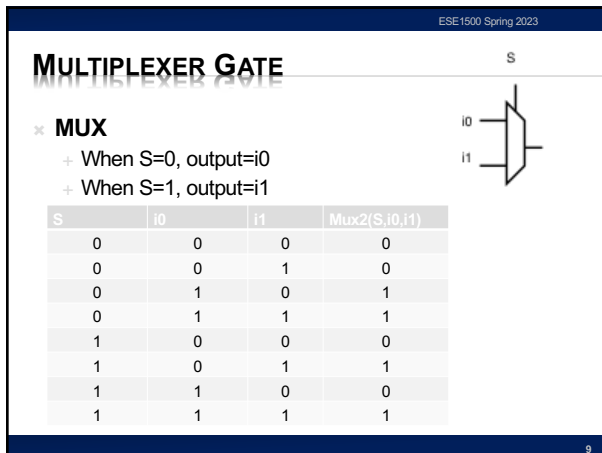 ESE1500 Spring 2023
MULTIPLEXER GATE
S
MUX
When S=0, output=i0
When S=1, output=i1
i0
i1
S i0 i1 Mux2(S,i0,i1)
0 0 0 0
0 0 1 0
0 1 0 1
0 1 1 1
1 0 0 0
1 0 1 1
1 1 0 0
1 1 1 1
9